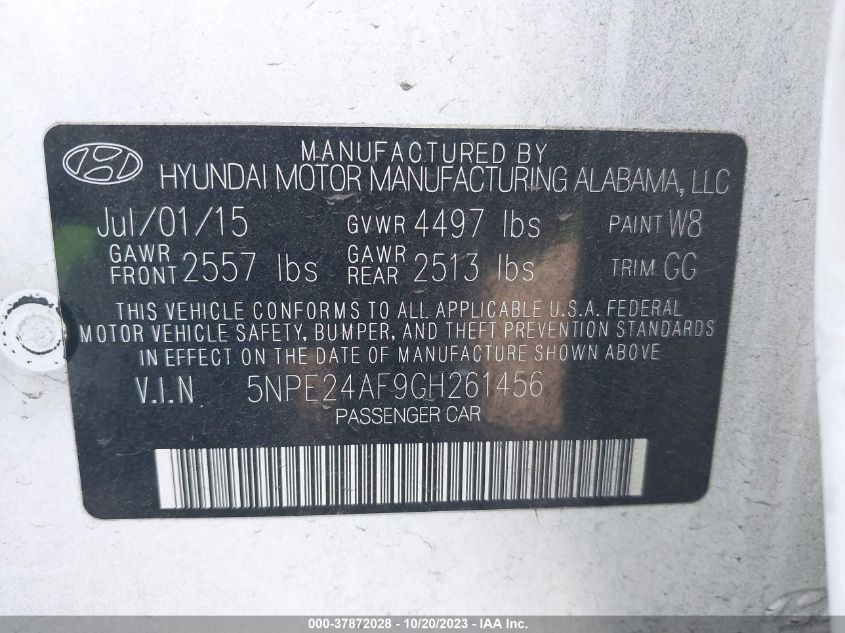 MANUFACTURED BY
HYUNDAI MOTOR MANUFACTURING ALABAMA, LLC
Jul/01/15 GVWR 4497 lbs PAINT W8
GAWR FRONT 2557 lbs GAWR REAR 2513 lbs TRIM GG
THIS VEHICLE CONFORMS TO ALL APPLICABLE U.S.A. FEDERAL
MOTOR VEHICLE SAFETY, BUMPER, AND THEFT PREVENTION STANDARDS
IN EFFECT ON THE DATE OF MANUFACTURE SHOWN ABOVE
V.I.N 5NPE24AF9GH261456
PASSENGER CAR
000-37872028 - 10/20/2023 - IAA Inc.